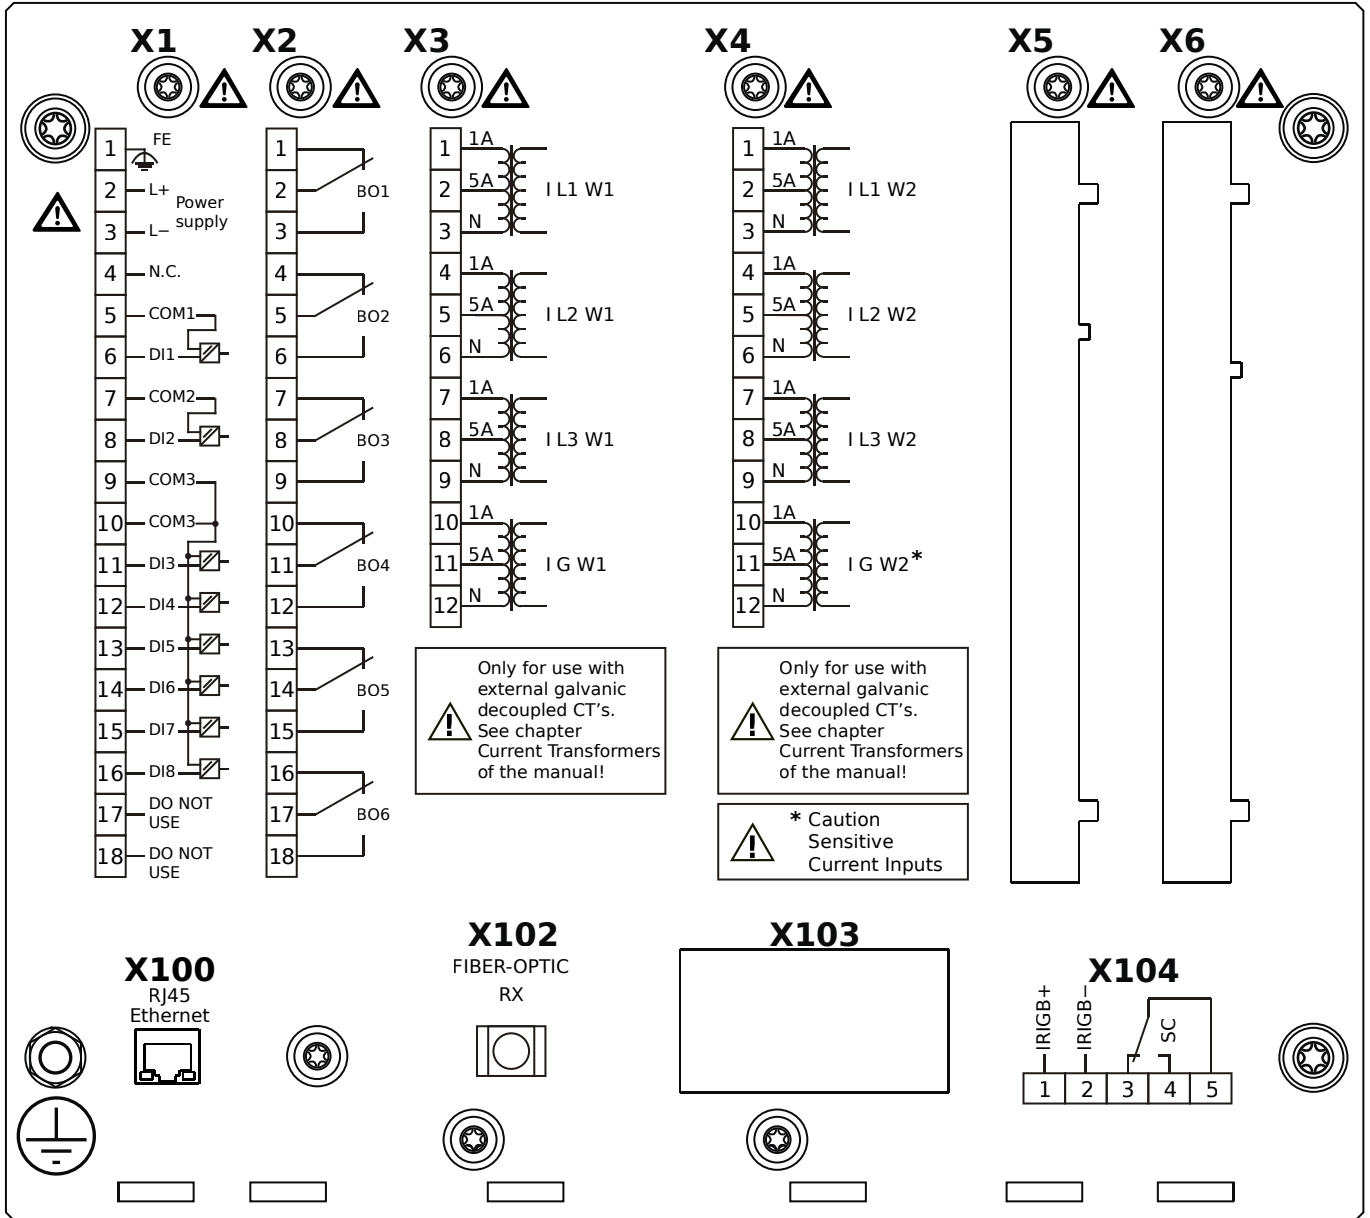 X1
X2
X3
X4
X5
X6
1 FE
2 L+
Power
supply
3 L−
4 N.C.
5 COM1
6 DI1
7 COM2
8 DI2
9 COM3
10 COM3
11 DI3
12 DI4
13 DI5
14 DI6
15 DI7
16 DI8
17 DO NOT
USE
18 DO NOT
USE
1
2 BO1
3
4
5 BO2
6
7
8 BO3
9
10
11 BO4
12
13
14 BO5
15
16
17 BO6
18
1 1A
2 5A I L1 W1
3 N
4 1A
5 5A I L2 W1
6 N
7 1A
8 5A I L3 W1
9 N
10 1A
11 5A I G W1
12 N
Only for use with
external galvanic
decoupled CT's.
See chapter
Current Transformers
of the manual!
1 1A
2 5A I L1 W2
3 N
4 1A
5 5A I L2 W2
6 N
7 1A
8 5A I L3 W2
9 N
10 1A
11 5A I G W2*
12 N
Only for use with
external galvanic
decoupled CT's.
See chapter
Current Transformers
of the manual!
* Caution
Sensitive
Current Inputs
X100
RJ45
Ethernet
X102
FIBER-OPTIC
RX
X103
X104
IRIGB+
IRIGB−
SC
1 2 3 4 5